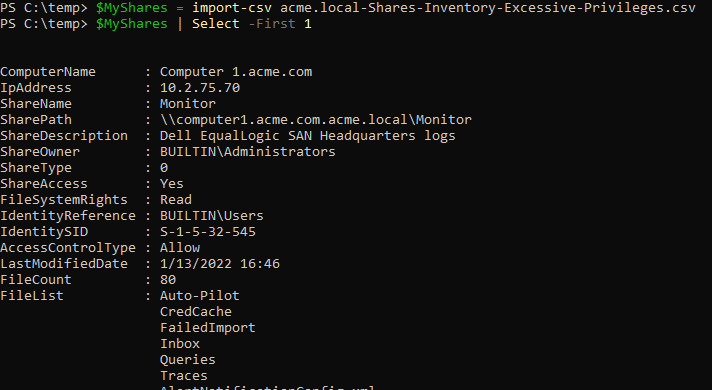 PS C:\temp> $MyShares = import-csv acme.local-Shares-Inventory-Excessive-Privileges.csv
PS C:\temp> $MyShares | Select -First 1
ComputerName : Computer 1.acme.com
IpAddress : 10.2.75.70
ShareName : Monitor
SharePath : \\computer1.acme.com.acme.local\Monitor
ShareDescription : Dell EqualLogic SAN Headquarters logs
ShareOwner : BUILTIN\Administrators
ShareType : 0
ShareAccess : Yes
FileSystemRights : Read
IdentityReference : BUILTIN\Users
IdentitySID : S-1-5-32-545
AccessControlType : Allow
LastModifiedDate : 1/13/2022 16:46
FileCount : 80
FileList : Auto-Pilot
CredCache
FailedImport
Inbox
Queries
Traces
AlertNotificationConfig.xml